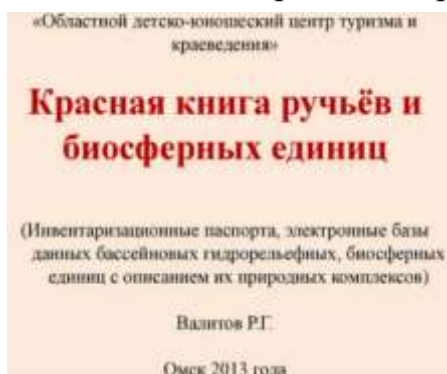 «Областной детско-юношеский центр туризма и
краеведения»
Красная книга ручьёв и
биосферных единиц
(Инвентаризационные паспорта, электронные базы
данных бассейновых гидрорельефных, биосферных
единиц с описанием их природных комплексов)
Валитов Р.Г.
Омск 2013 года